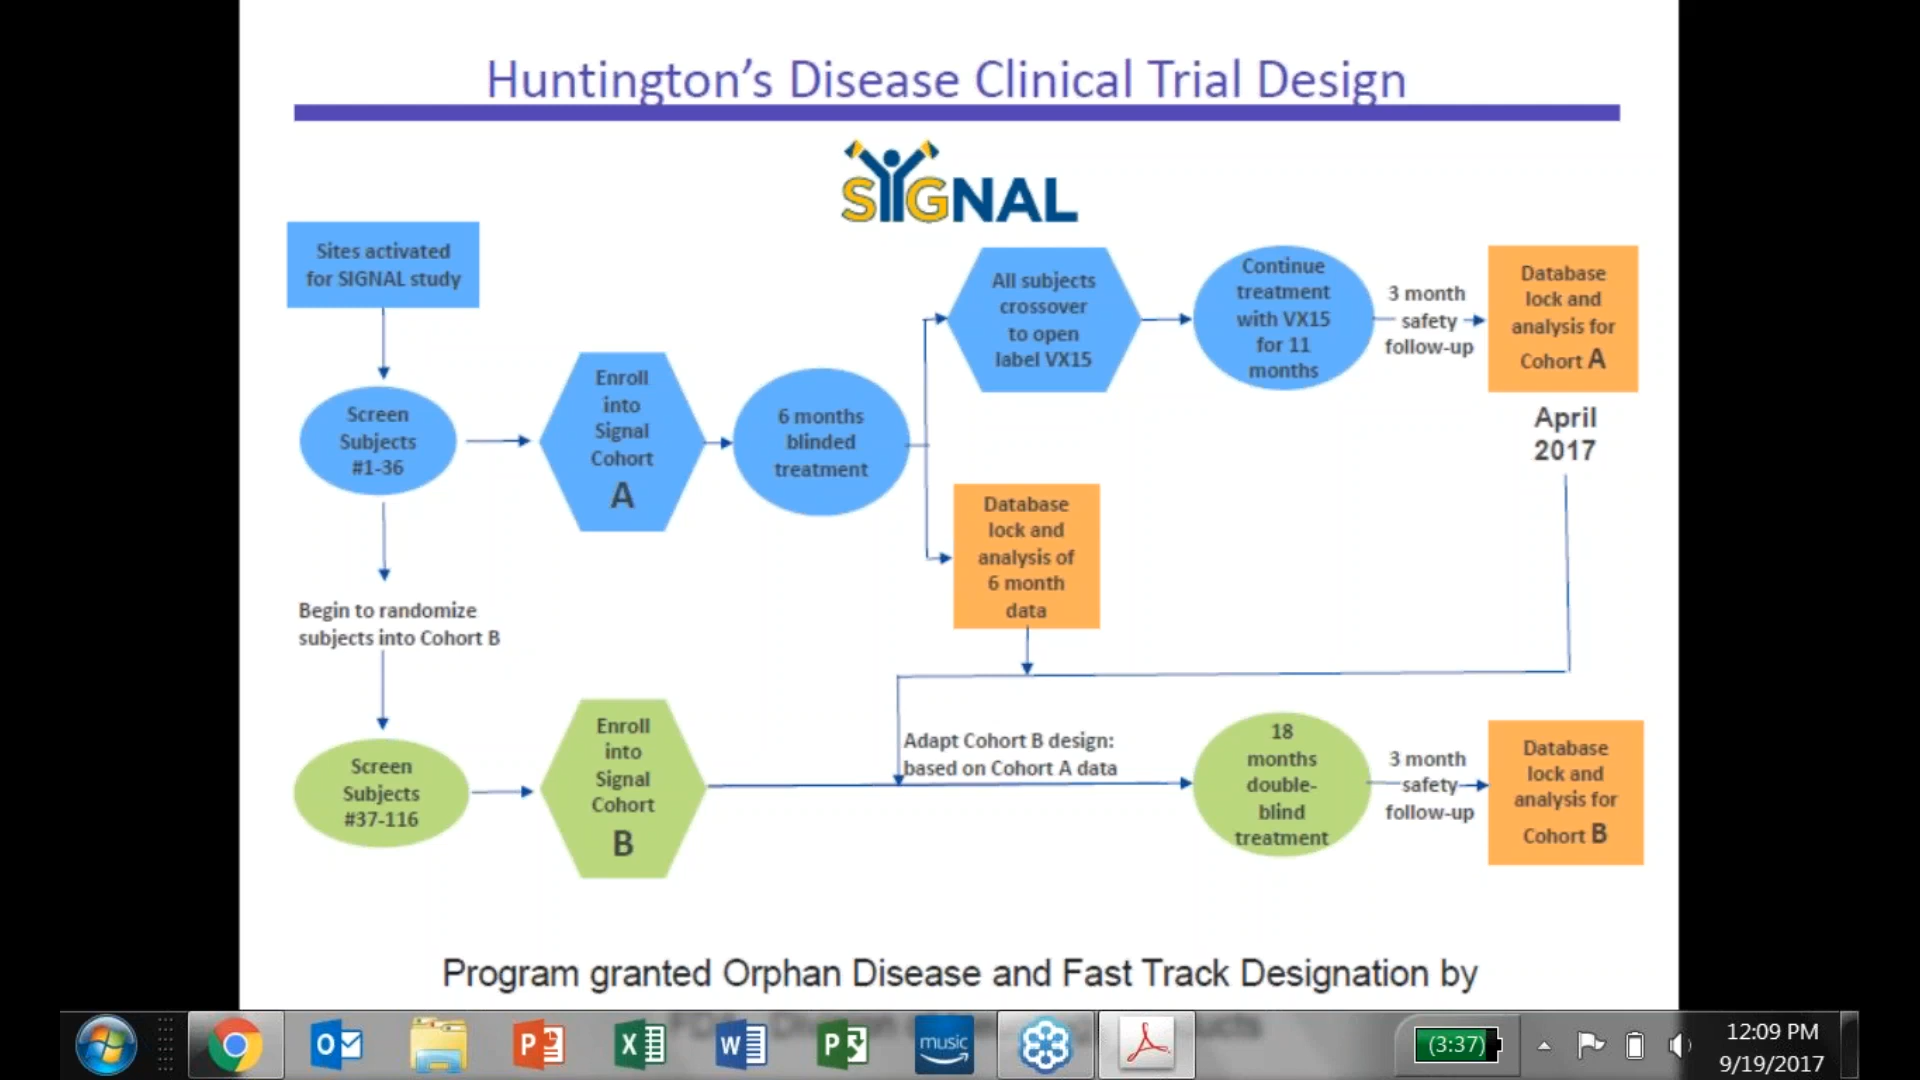 Huntington's Disease Clinical Trial Design
SIGNAL
Sites activated
for SIGNAL study
Screen
Subjects
#1-36
Enroll
into
Signal
Cohort
A
6 months
blinded
treatment
All subjects
crossover
to open
label VX15
Continue
treatment
with VX15
for 11
months
3 month
safety
follow-up
Database
lock and
analysis for
Cohort A
April
2017
Database
lock and
analysis of
6 month
data
Begin to randomize
subjects into Cohort B
Screen
Subjects
#37-116
Enroll
into
Signal
Cohort
B
Adapt Cohort B design:
based on Cohort A data
18
months
double-
blind
treatment
3 month
safety
follow-up
Database
lock and
analysis for
Cohort B
Program granted Orphan Disease and Fast Track Designation by
music
(3:37)
12:09 PM
9/19/2017